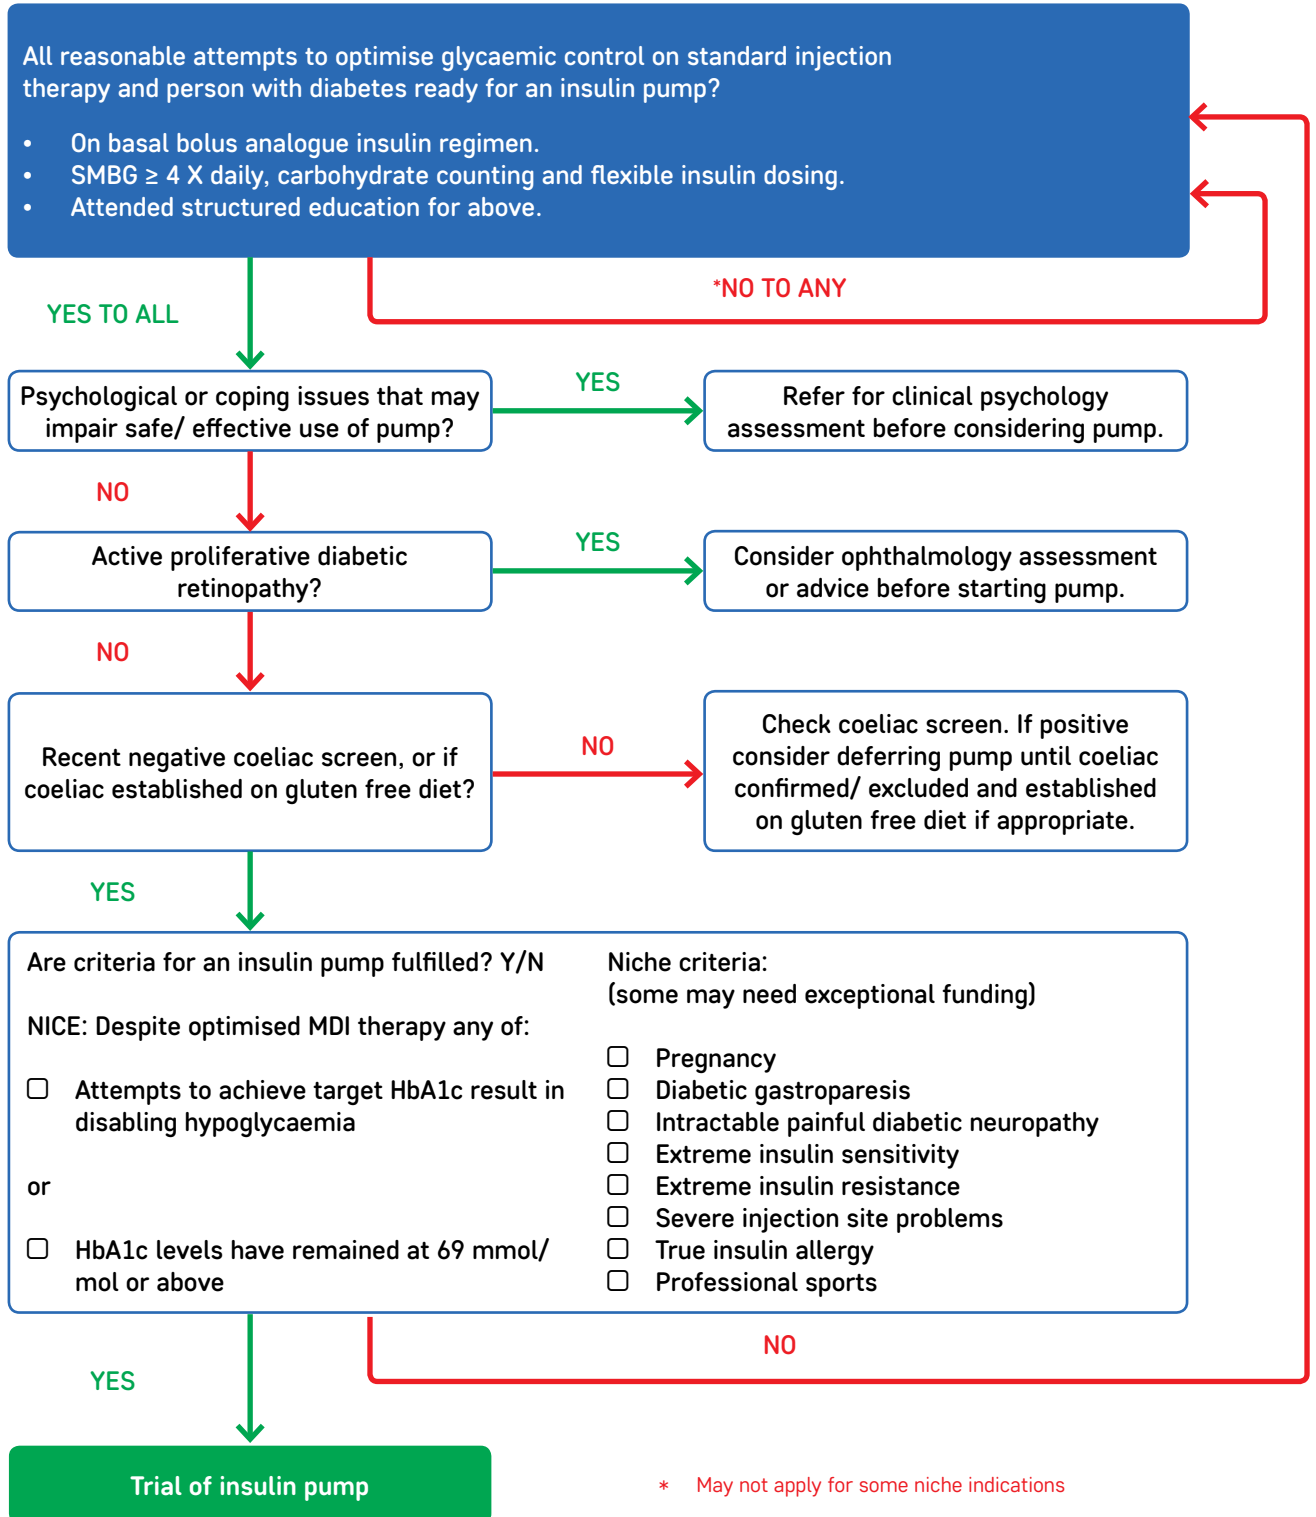 All reasonable attempts to optimise glycaemic control on standard injection
therapy and person with diabetes ready for an insulin pump?
• On basal bolus analogue insulin regimen.
• SMBG ≥ 4 X daily, carbohydrate counting and flexible insulin dosing.
• Attended structured education for above.
*NO TO ANY
YES TO ALL
Psychological or coping issues that may
impair safe/ effective use of pump?
YES
Refer for clinical psychology
assessment before considering pump.
NO
Active proliferative diabetic
retinopathy?
YES
Consider ophthalmology assessment
or advice before starting pump.
NO
Recent negative coeliac screen, or if
coeliac established on gluten free diet?
NO
Check coeliac screen. If positive
consider deferring pump until coeliac
confirmed/ excluded and established
on gluten free diet if appropriate.
YES
Are criteria for an insulin pump fulfilled? Y/N
NICE: Despite optimised MDI therapy any of:
Attempts to achieve target HbA1c result in
disabling hypoglycaemia
or
HbA1c levels have remained at 69 mmol/
mol or above
Niche criteria:
(some may need exceptional funding)
Pregnancy
Diabetic gastroparesis
Intractable painful diabetic neuropathy
Extreme insulin sensitivity
Extreme insulin resistance
Severe injection site problems
True insulin allergy
Professional sports
NO
YES
Trial of insulin pump
* May not apply for some niche indications